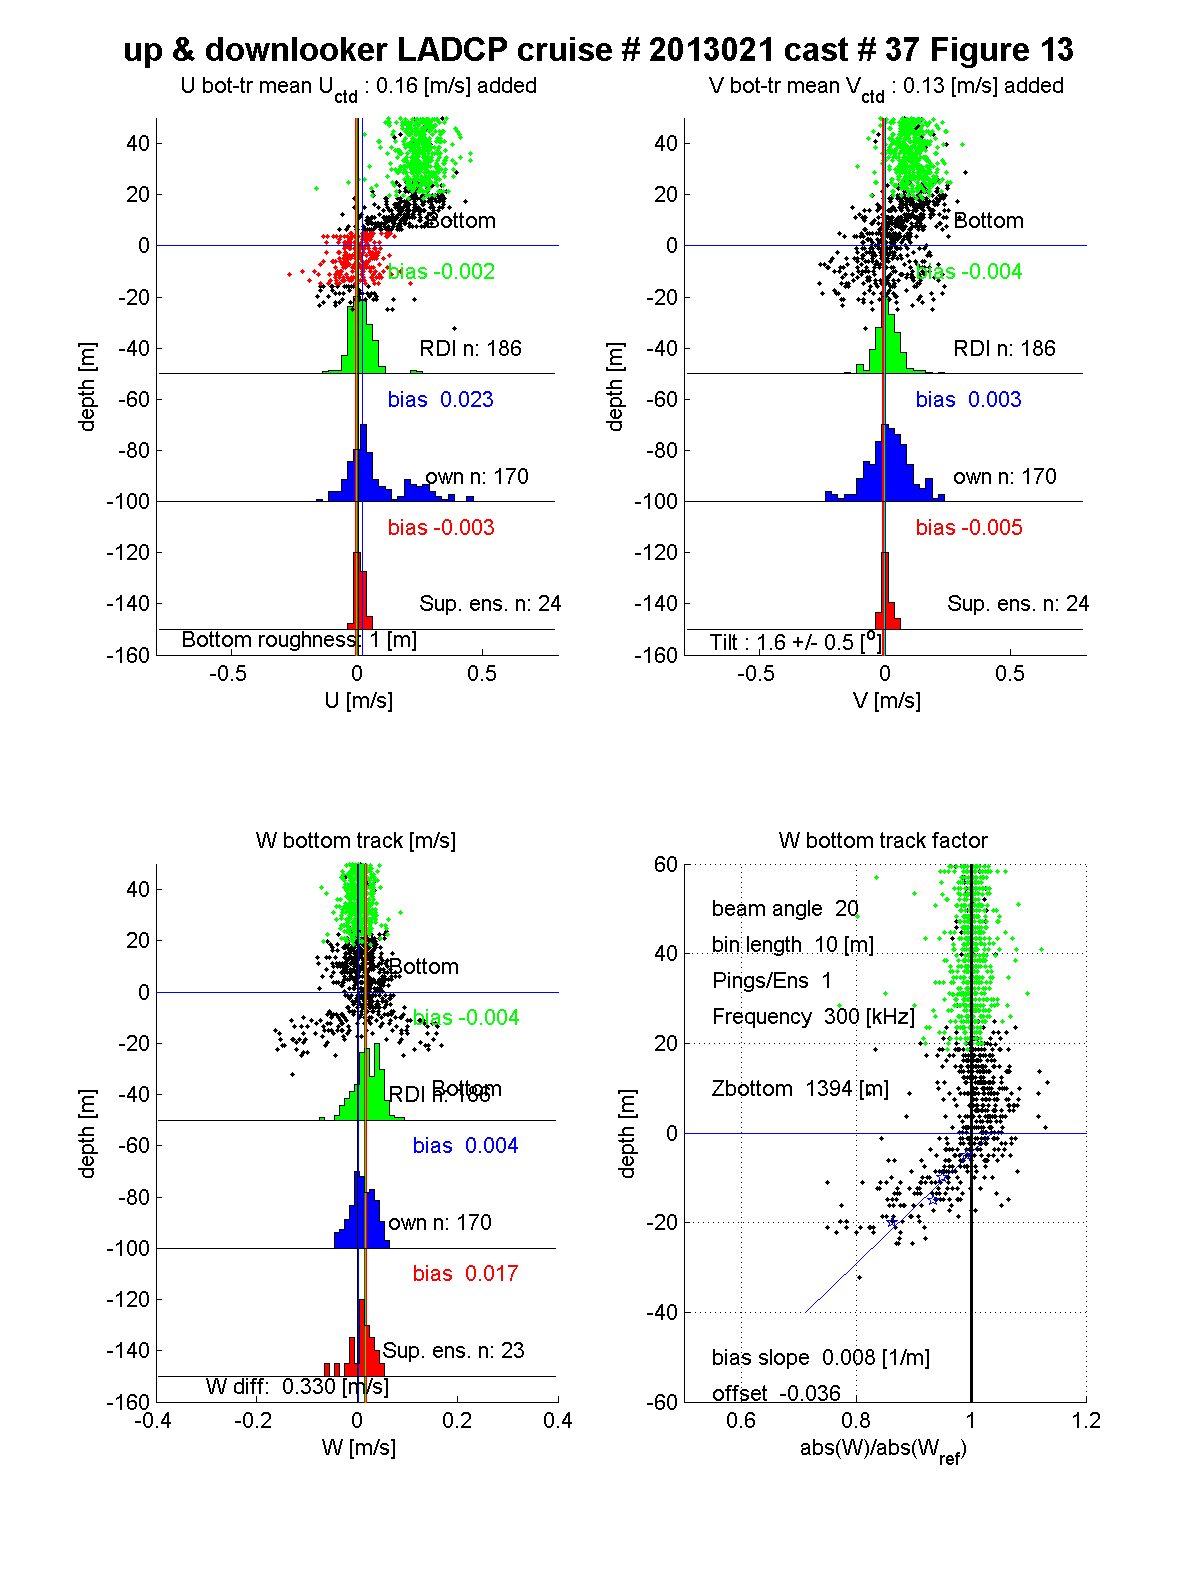 up & downlooker LADCP cruise # 2013021 cast # 37 Figure 13
U bot-tr mean Uctd : 0.16 [m/s] added
40
20
Bottom
0
bias -0.002
-20
RDI n: 186
-40
-60
bias 0.023
-80
own n: 170
-100
bias -0.003
-120
Sup. ens. n: 24
-140
Bottom roughness: 1 [m]
-160
-0.5 0 0.5
U [m/s]
depth [m]
V bot-tr mean Vctd : 0.13 [m/s] added
40
20
Bottom
0
bias -0.004
-20
RDI n: 186
-40
-60
bias 0.003
-80
own n: 170
-100
bias -0.005
-120
Sup. ens. n: 24
-140
Tilt : 1.6 +/- 0.5 [o]
-160
-0.5 0 0.5
V [m/s]
depth [m]
W bottom track [m/s]
40
20
Bottom
0
bias -0.004
-20
Bottom
RDI n: 186
-40
-60
bias 0.004
-80
own n: 170
-100
bias 0.017
-120
Sup. ens. n: 23
-140
W diff: 0.330 [m/s]
-160
-0.4 -0.2 0 0.2 0.4
W [m/s]
depth [m]
W bottom track factor
60
beam angle 20
bin length 10 [m]
40
Pings/Ens 1
Frequency 300 [kHz]
20
Zbottom 1394 [m]
0
-20
-40
bias slope 0.008 [1/m]
offset -0.036
-60
0.6 0.8 1 1.2
abs(W)/abs(Wref)
depth [m]